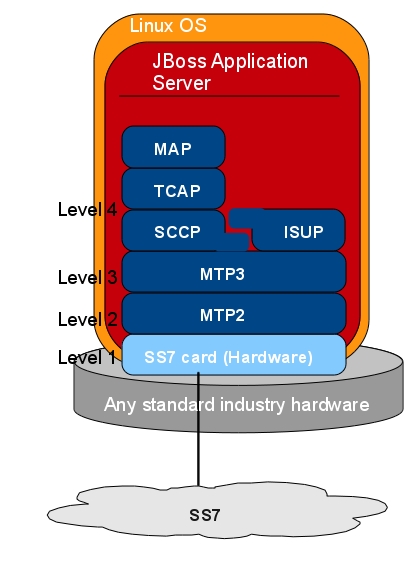 Linux OS
JBoss Application
Server
MAP
TCAP
Level 4
SCCP
ISUP
Level 3
MTP3
Level 2
MTP2
Level 1
SS7 card (Hardware)
Any standard industry hardware
SS7